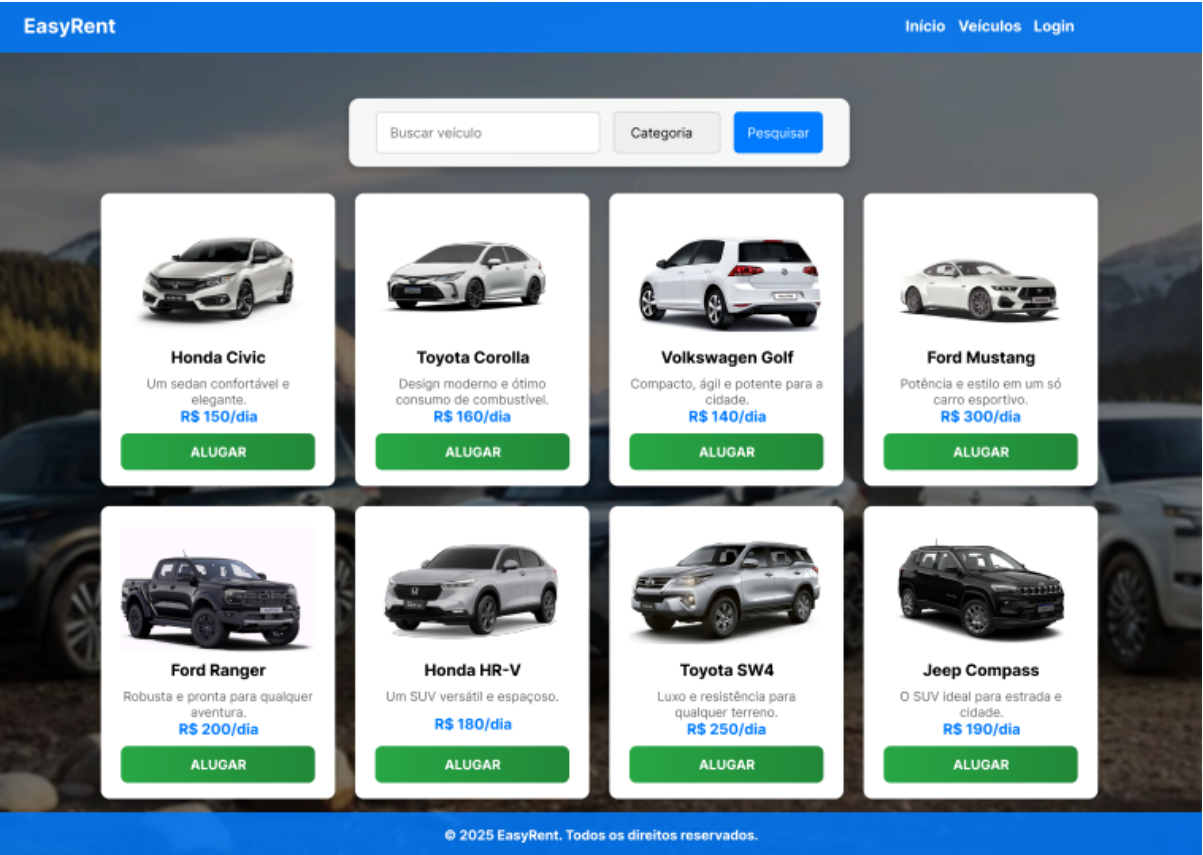 EasyRent
Início Veículos Login
Buscar veículo Categoria Pesquisar
Honda Civic
Um sedan confortável e
elegante.
R$ 150/dia
ALUGAR
Toyota Corolla
Design moderno e ótimo
consumo de combustível.
R$ 160/dia
ALUGAR
Volkswagen Golf
Compacto, ágil e potente para a
cidade.
R$ 140/dia
ALUGAR
Ford Mustang
Potência e estilo em um só
carro esportivo.
R$ 300/dia
ALUGAR
Ford Ranger
Robusta e pronta para qualquer
aventura.
R$ 200/dia
ALUGAR
Honda HR-V
Um SUV versátil e espaçoso.
R$ 180/dia
ALUGAR
Toyota SW4
Luxo e resistência para
qualquer terreno.
R$ 250/dia
ALUGAR
Jeep Compass
O SUV ideal para estrada e
cidade.
R$ 190/dia
ALUGAR
© 2025 EasyRent. Todos os direitos reservados.